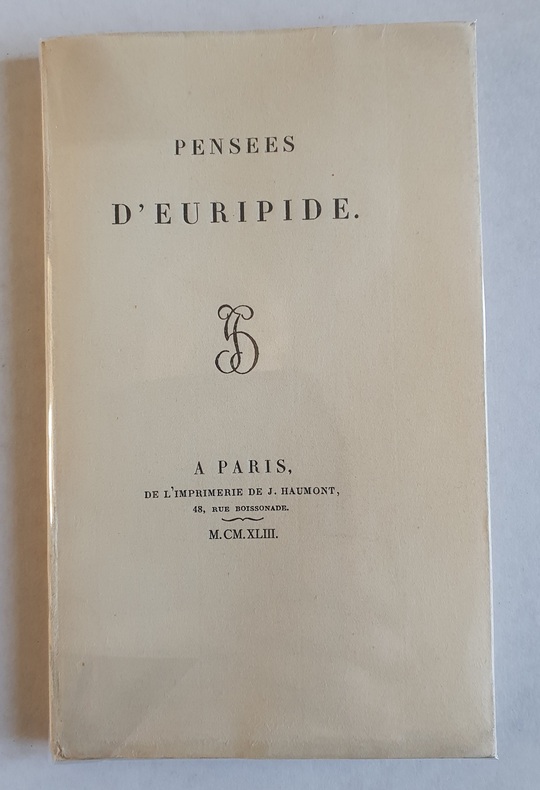 PENSEES
D'EURIPIDE.
A PARIS,
DE L'IMPRIMERIE DE J. HAUMONT,
48, RUE BOISSONADE.
M.CM.XLIII.